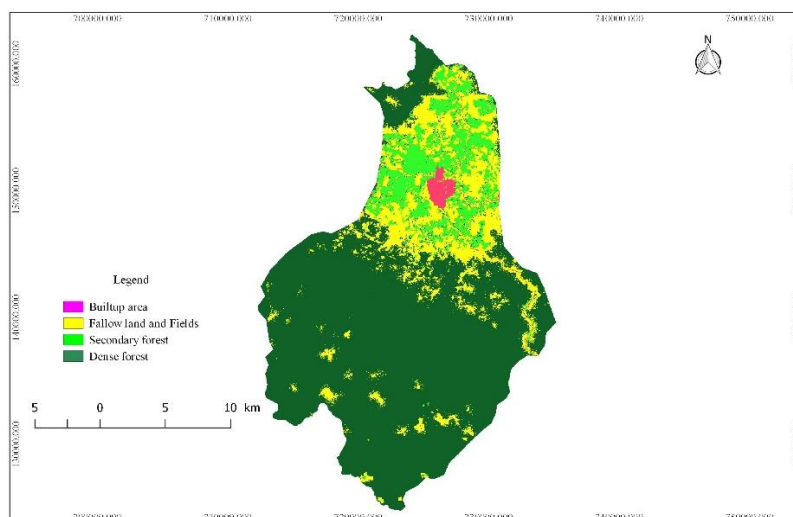 700000.000 710000.000 720000.000 730000.000 740000.000 750000.000
N
160000.000
150000.000
140000.000
130000.000
Legend
Builtup area
Fallow land and Fields
Secondary forest
Dense forest
5 0 5 10 km